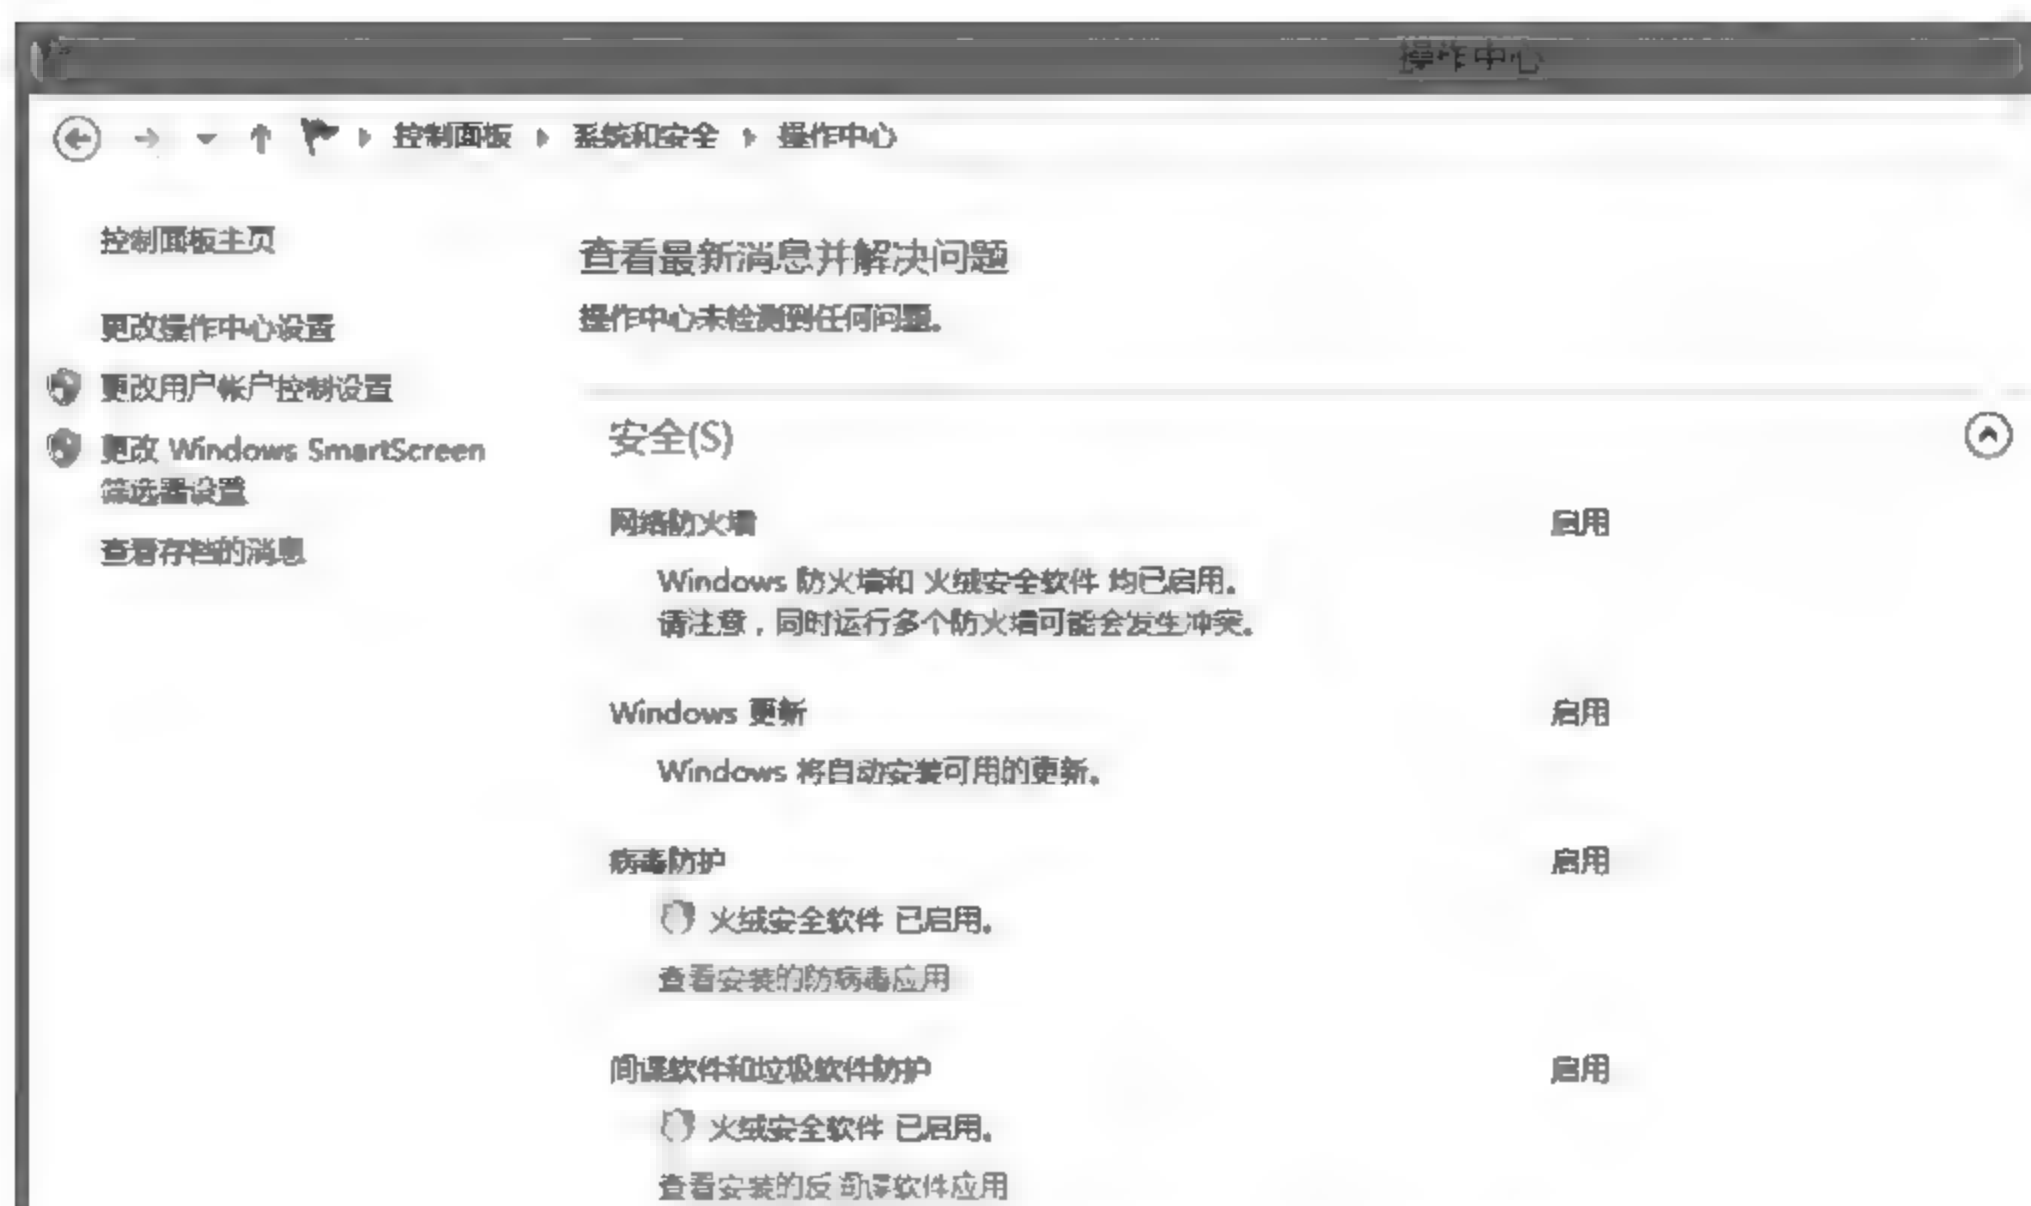 操作中心
控制面板 系统和安全 操作中心
控制面板主页
更改操作中心设置
更改用户帐户控制设置
更改 Windows SmartScreen
筛选器设置
查看存档的消息
查看最新消息并解决问题
操作中心未检测到任何问题。
安全(S)
网络防火墙 启用
Windows 防火墙和 火绒安全软件 均已启用。
请注意，同时运行多个防火墙可能会发生冲突。
Windows 更新 启用
Windows 将自动安装可用的更新。
病毒防护 启用
火绒安全软件 已启用。
查看安装的防病毒应用
间谍软件和垃圾软件防护 启用
火绒安全软件 已启用。
查看安装的反间谍软件应用